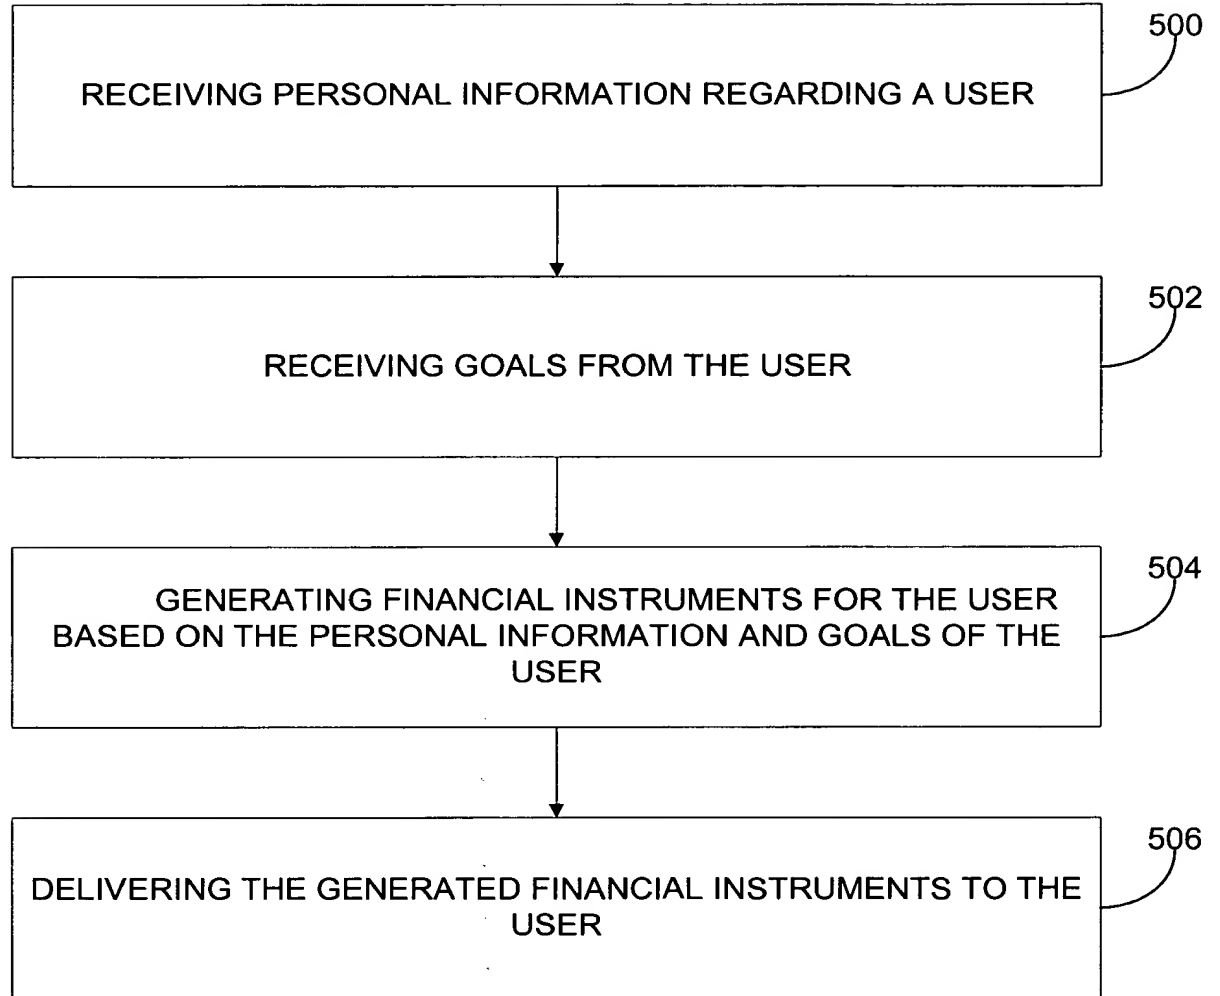 500
RECEIVING PERSONAL INFORMATION REGARDING A USER
502
RECEIVING GOALS FROM THE USER
504
GENERATING FINANCIAL INSTRUMENTS FOR THE USER
BASED ON THE PERSONAL INFORMATION AND GOALS OF THE
USER
506
DELIVERING THE GENERATED FINANCIAL INSTRUMENTS TO THE
USER